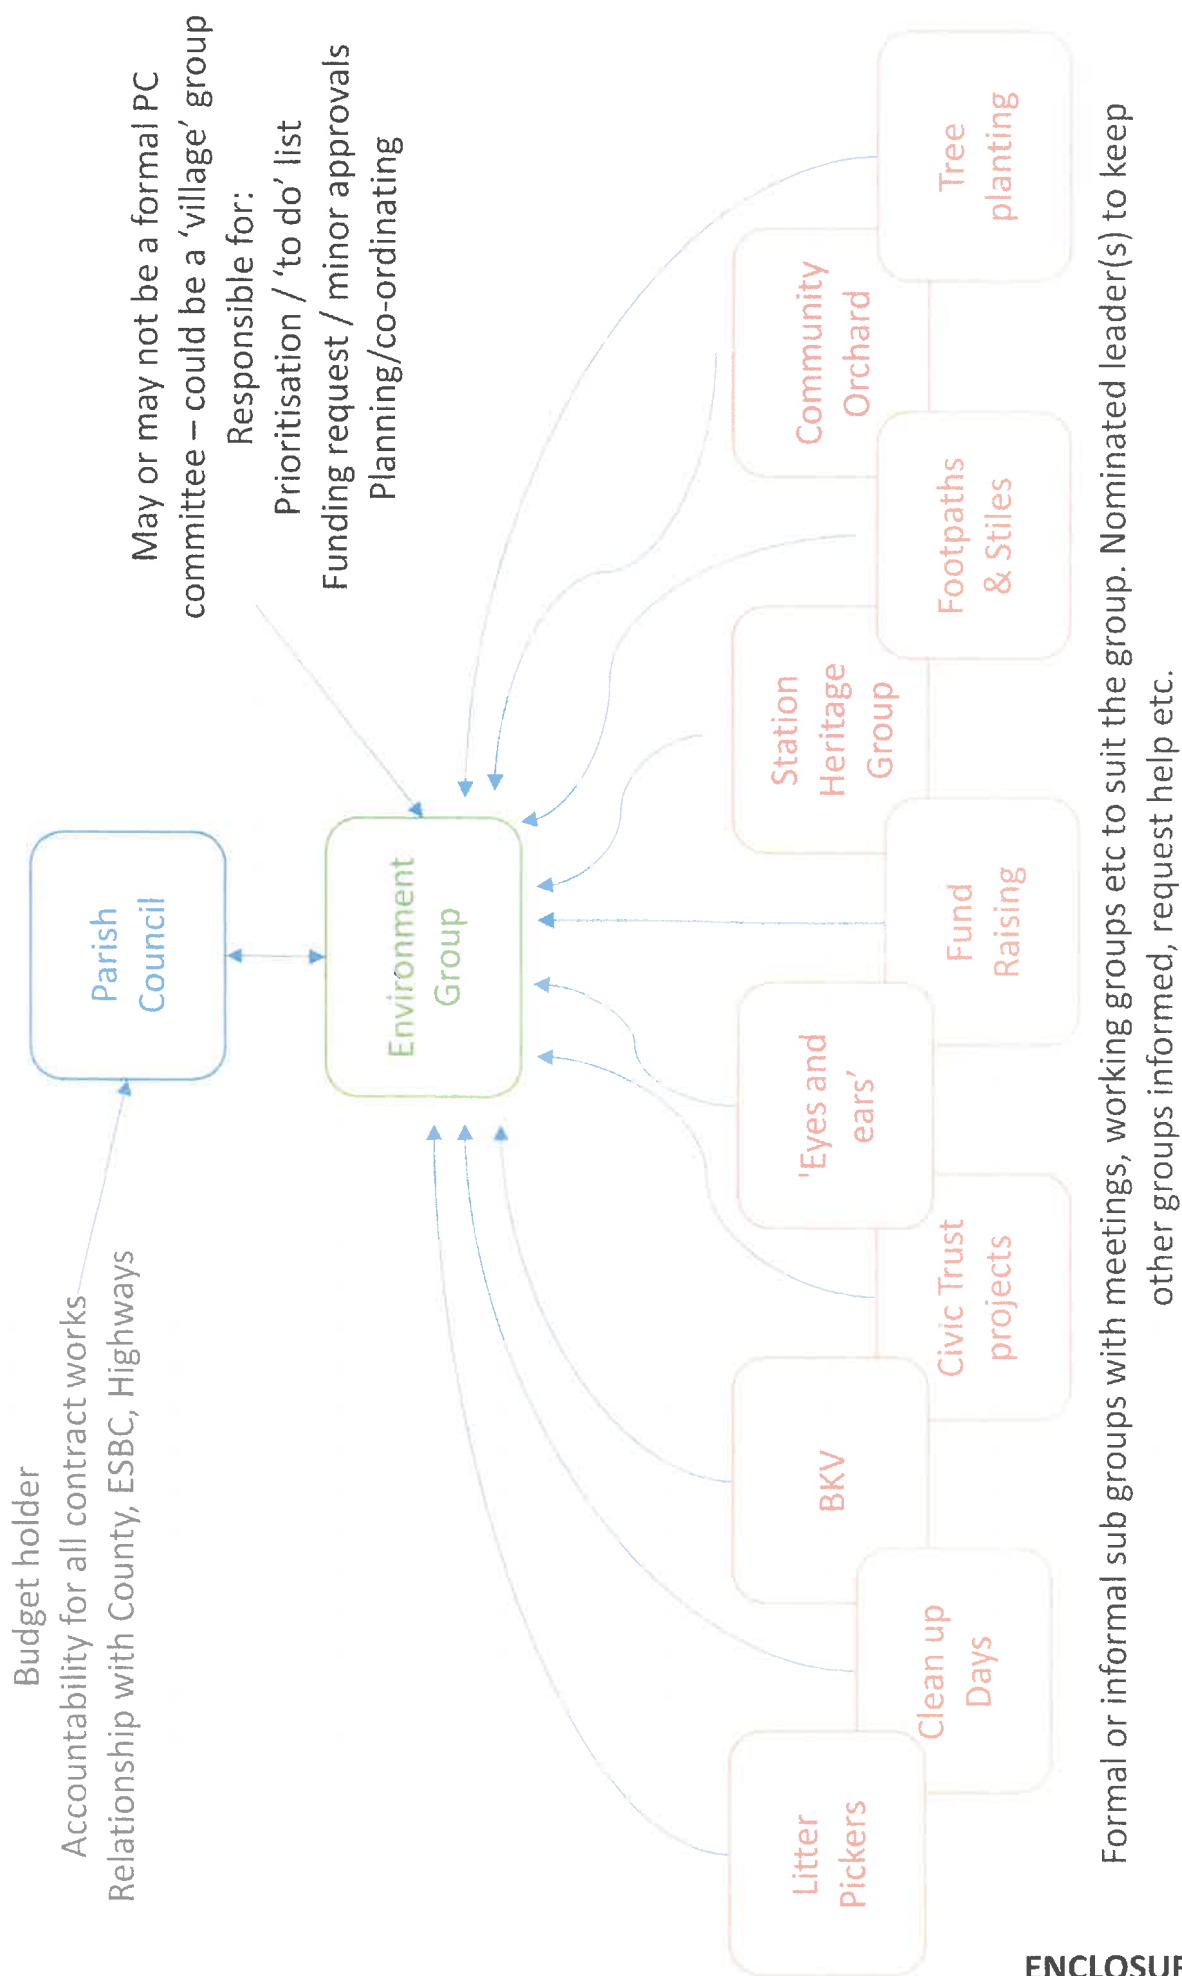 Budget holder
Accountability for all contract works
Relationship with County, ESBC, Highways
Parish
Council
May or may not be a formal PC
committee – could be a ‘village’ group
Responsible for:
Prioritisation / ‘to do’ list
Funding request / minor approvals
Planning/co-ordinating
Environment
Group
Litter
Pickers
Clean up
Days
BKV
Civic Trust
projects
'Eyes and
ears’
Fund
Raising
Station
Heritage
Group
Footpaths
& Stiles
Community
Orchard
Tree
planting
Formal or informal sub groups with meetings, working groups etc to suit the group. Nominated leader(s) to keep
other groups informed, request help etc.